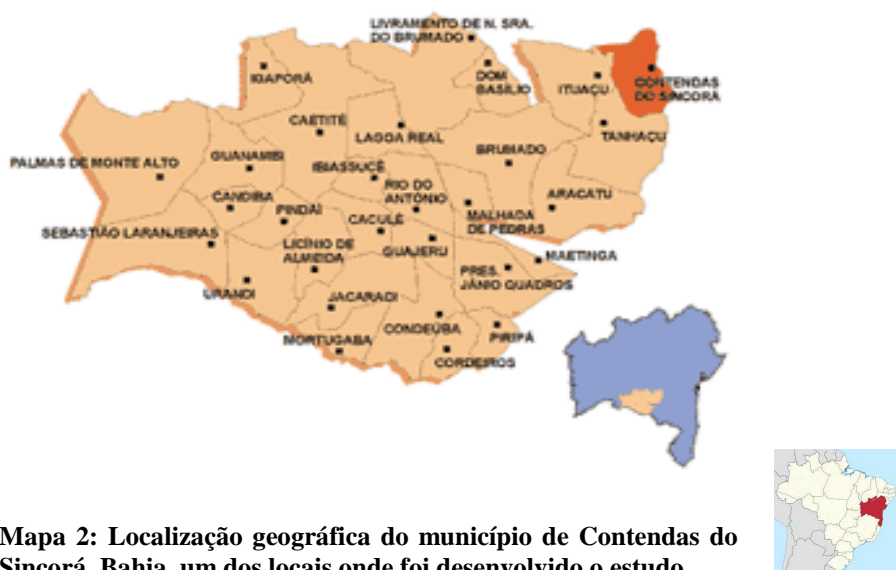 LIVRAMENTO DE N. SRA.
DO BRUMADO
IGAPORÃ
DOM
BASÍLIO
ITUAÇU
CONTENDAS
DO SINCORÁ
CAETITÉ
LAGOA REAL
TANHAÇU
PALMAS DE MONTE ALTO
GUANAMBI
IBIASSUCÊ
BRUMADO
RIO DO
ANTÔNIO
CANDIBA
PINDAÍ
ARACATU
CACULÉ
MALHADA
DE PEDRAS
SEBASTIÃO LARANJEIRAS
LICÍNIO DE
ALMEIDA
GUAJERU
MAETINGA
PRES.
JÂNIO QUADROS
URANDI
JACARACI
CONDEÚBA
PIRIPÁ
MORTUGABA
CORDEIROS
Mapa 2: Localização geográfica do município de Contendas do
Sincorá, Bahia, um dos locais onde foi desenvolvido o estudo